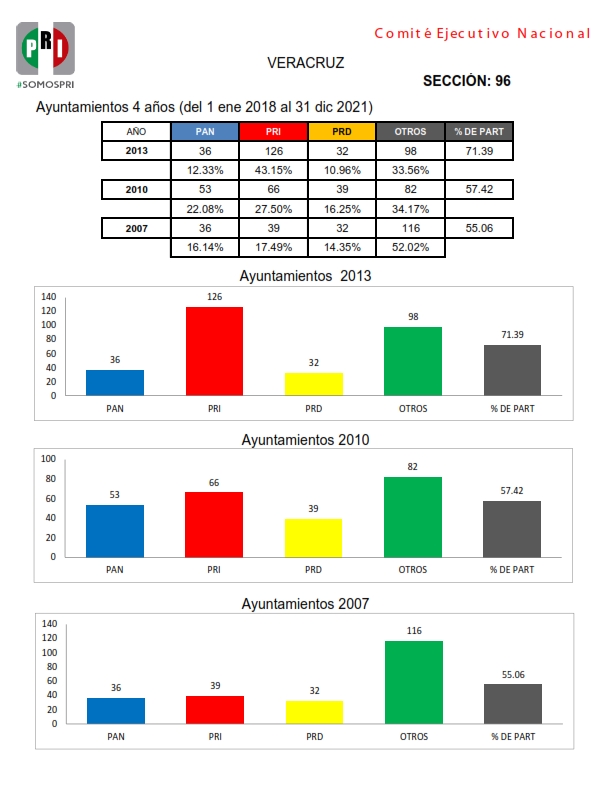 Comité Ejecutivo Nacional
PRI
#SOMOSPRI
VERACRUZ
SECCIÓN: 96
Ayuntamientos 4 años (del 1 ene 2018 al 31 dic 2021)
AÑO PAN PRI PRD OTROS % DE PART
2013 36 126 32 98 71.39
12.33% 43.15% 10.96% 33.56%
2010 53 66 39 82 57.42
22.08% 27.50% 16.25% 34.17%
2007 36 39 32 116 55.06
16.14% 17.49% 14.35% 52.02%
Ayuntamientos 2013
140
120
100
80
60
40
20
0
36 126 32 98 71.39
PAN PRI PRD OTROS % DE PART
Ayuntamientos 2010
100
80
60
40
20
0
53 66 39 82 57.42
PAN PRI PRD OTROS % DE PART
Ayuntamientos 2007
140
120
100
80
60
40
20
0
36 39 32 116 55.06
PAN PRI PRD OTROS % DE PART